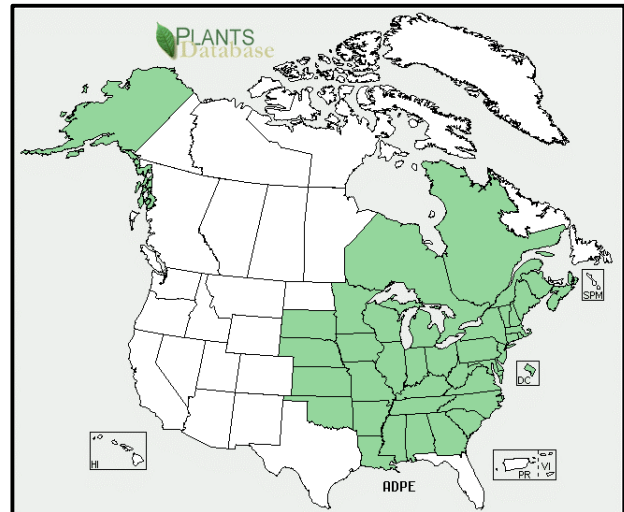 PLANTS
Database
SPM
DC
HI
PR
VI
ADPE